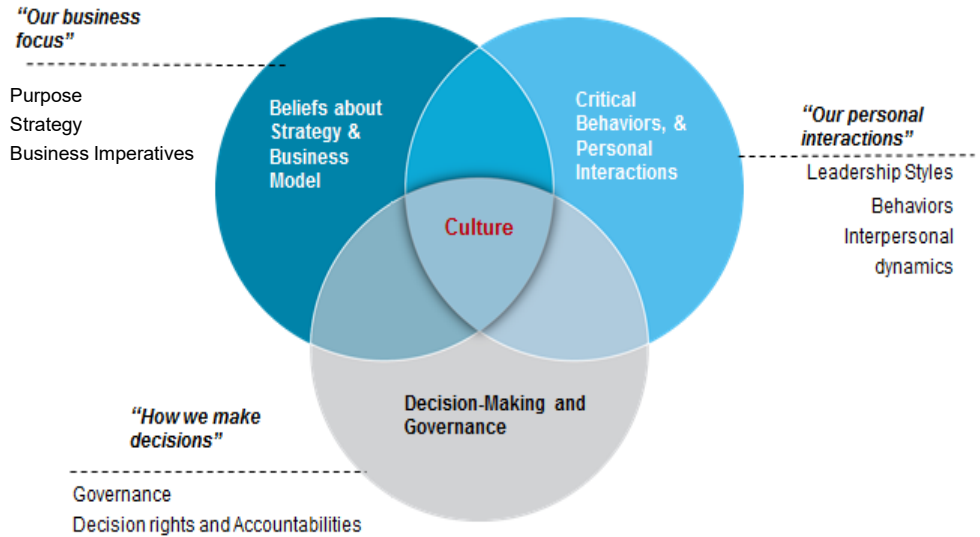 “Our business
focus”
Purpose
Strategy
Business Imperatives
Beliefs about
Strategy &
Business
Model
Critical
Behaviors, &
Personal
Interactions
“Our personal
interactions”
Leadership Styles
Behaviors
Interpersonal
dynamics
Culture
Decision-Making and
Governance
“How we make
decisions”
Governance
Decision rights and Accountabilities